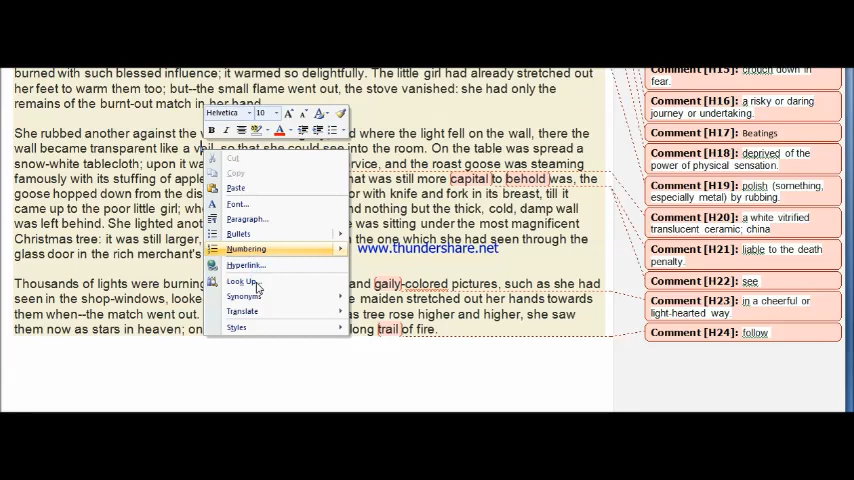 burned with such blessed influence; it warmed so delightfully. The little girl had already stretched out
her feet to warm them too; but--the small flame went out, the stove vanished: she had only the
remains of the burnt-out match in her hand.
She rubbed another against the w
d where the light fell on the wall, there the
wall became transparent like a veil, so that she could see into the room. On the table was spread a
snow-white tablecloth; upon it wa
rvice, and the roast goose was steaming
famously with its stuffing of apple
hat was still more capital to behold was, the
goose hopped down from the dis
or with knife and fork in its breast, till it
came up to the poor little girl; whe
nd nothing but the thick, cold, damp wall
was left behind. She lighted anot
e was sitting under the most magnificent
Christmas tree: it was still larger,
n the one which she had seen through the
glass door in the rich merchant's
Thousands of lights were burning
and gaily-colored pictures, such as she had
seen in the shop-windows, looke
e maiden stretched out her hands towards
them when--the match went out.
as tree rose higher and higher, she saw
them now as stars in heaven; on
long trail of fire.
Helvetica 10
B I
Cut
Copy
Paste
Font...
Paragraph...
Bullets
Numbering
Hyperlink...
Look Up...
Synonyms
Translate
Styles
www.thundershare.net
Comment [H15]: crouch down in
fear.
Comment [H16]: a risky or daring
journey or undertaking.
Comment [H17]: Beatings
Comment [H18]: deprived of the
power of physical sensation.
Comment [H19]: polish (something,
especially metal) by rubbing.
Comment [H20]: a white vitrified
translucent ceramic; china
Comment [H21]: liable to the death
penalty.
Comment [H22]: see
Comment [H23]: in a cheerful or
light-hearted way.
Comment [H24]: follow